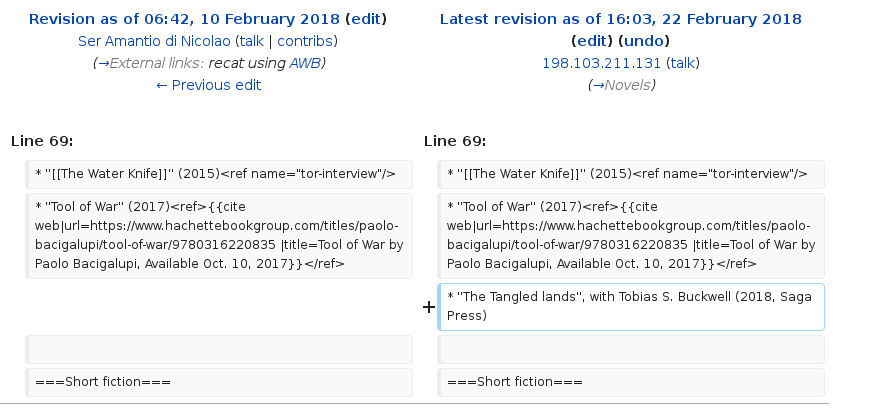 Revision as of 06:42, 10 February 2018 (edit)
Ser Amantio di Nicolao (talk | contribs)
(→External links: recat using AWB)
← Previous edit
Latest revision as of 16:03, 22 February 2018
(edit) (undo)
198.103.211.131 (talk)
(→Novels)
Line 69:
Line 69:
* ''[[The Water Knife]]'' (2015)<ref name="tor-interview"/>
* ''[[The Water Knife]]'' (2015)<ref name="tor-interview"/>
* ''Tool of War'' (2017)<ref>{{cite
web|url=https://www.hachettebookgroup.com/titles/paolo-
bacigalupi/tool-of-war/9780316220835 |title=Tool of War by
Paolo Bacigalupi, Available Oct. 10, 2017}}</ref>
* ''Tool of War'' (2017)<ref>{{cite
web|url=https://www.hachettebookgroup.com/titles/paolo-
bacigalupi/tool-of-war/9780316220835 |title=Tool of War by
Paolo Bacigalupi, Available Oct. 10, 2017}}</ref>
+ * ''The Tangled lands'', with Tobias S. Buckwell (2018, Saga
Press)
===Short fiction===
===Short fiction===